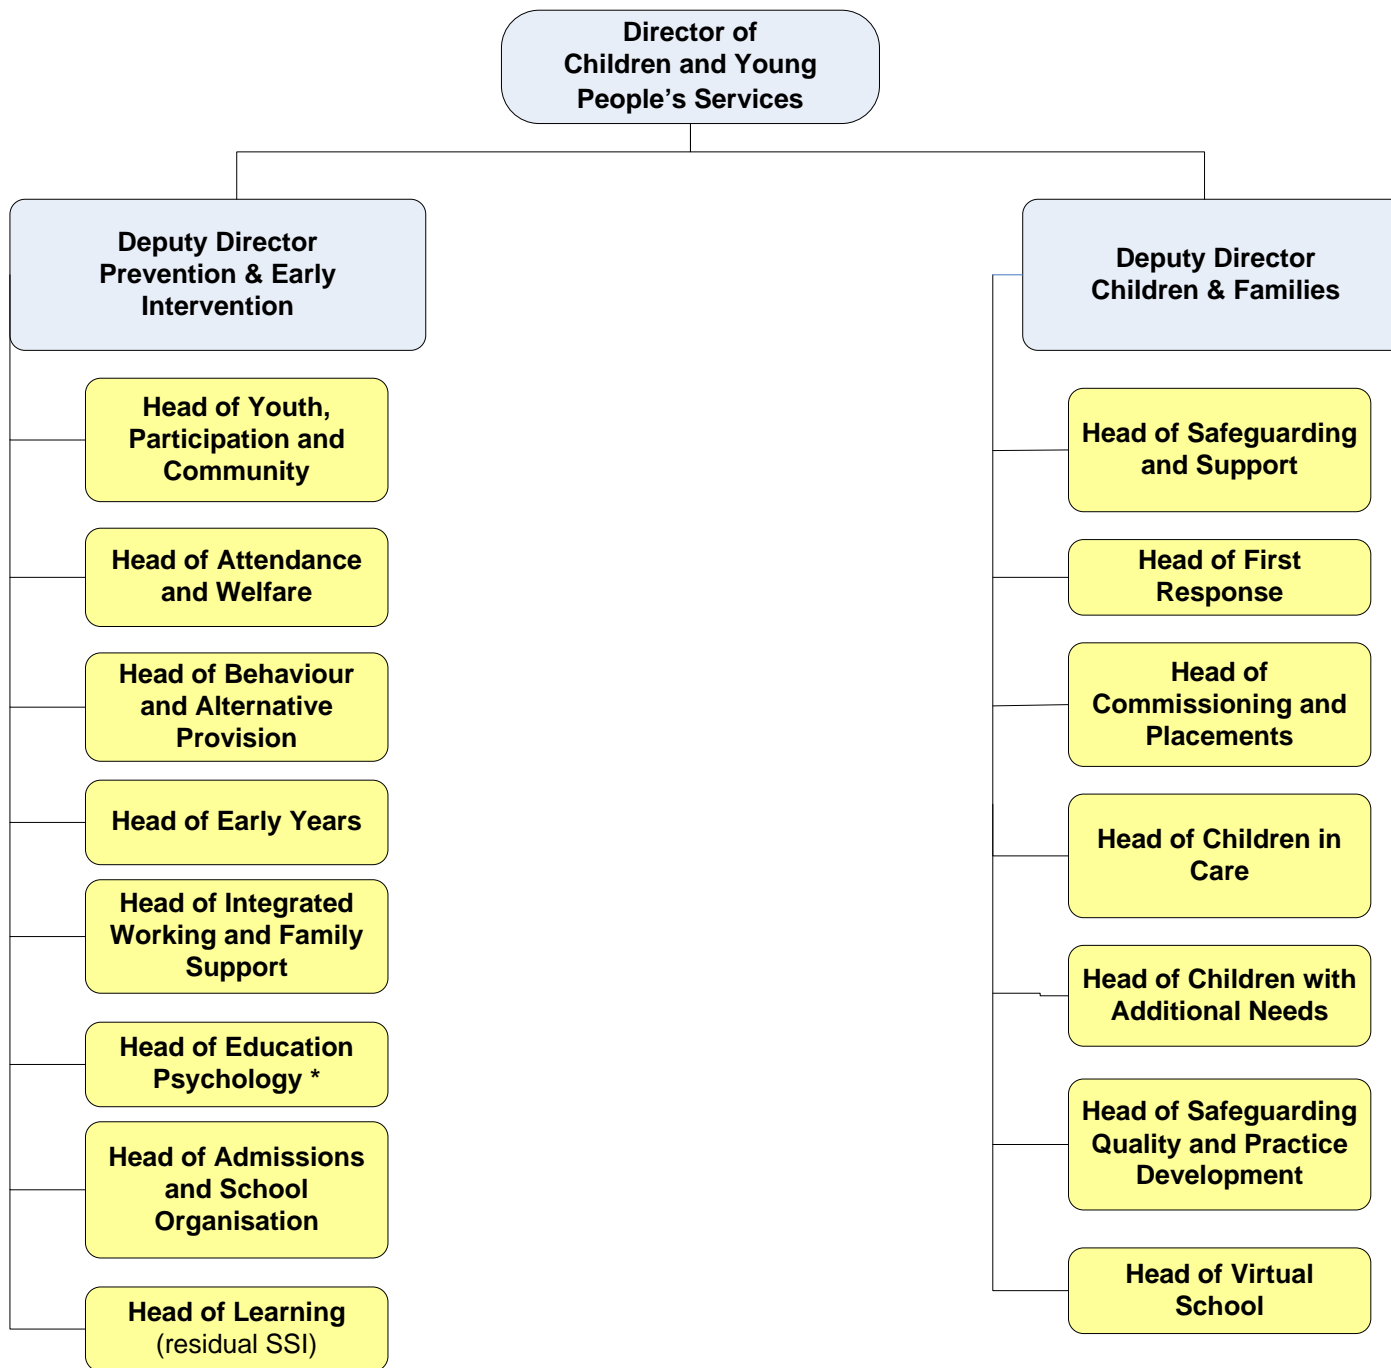 Director of
Children and Young
People’s Services
Deputy Director
Prevention & Early
Intervention
Deputy Director
Children & Families
Head of Youth,
Participation and
Community
Head of Attendance
and Welfare
Head of Behaviour
and Alternative
Provision
Head of Early Years
Head of Integrated
Working and Family
Support
Head of Education
Psychology *
Head of Admissions
and School
Organisation
Head of Learning
(residual SSI)
Head of Safeguarding
and Support
Head of First
Response
Head of
Commissioning and
Placements
Head of Children in
Care
Head of Children with
Additional Needs
Head of Safeguarding
Quality and Practice
Development
Head of Virtual
School